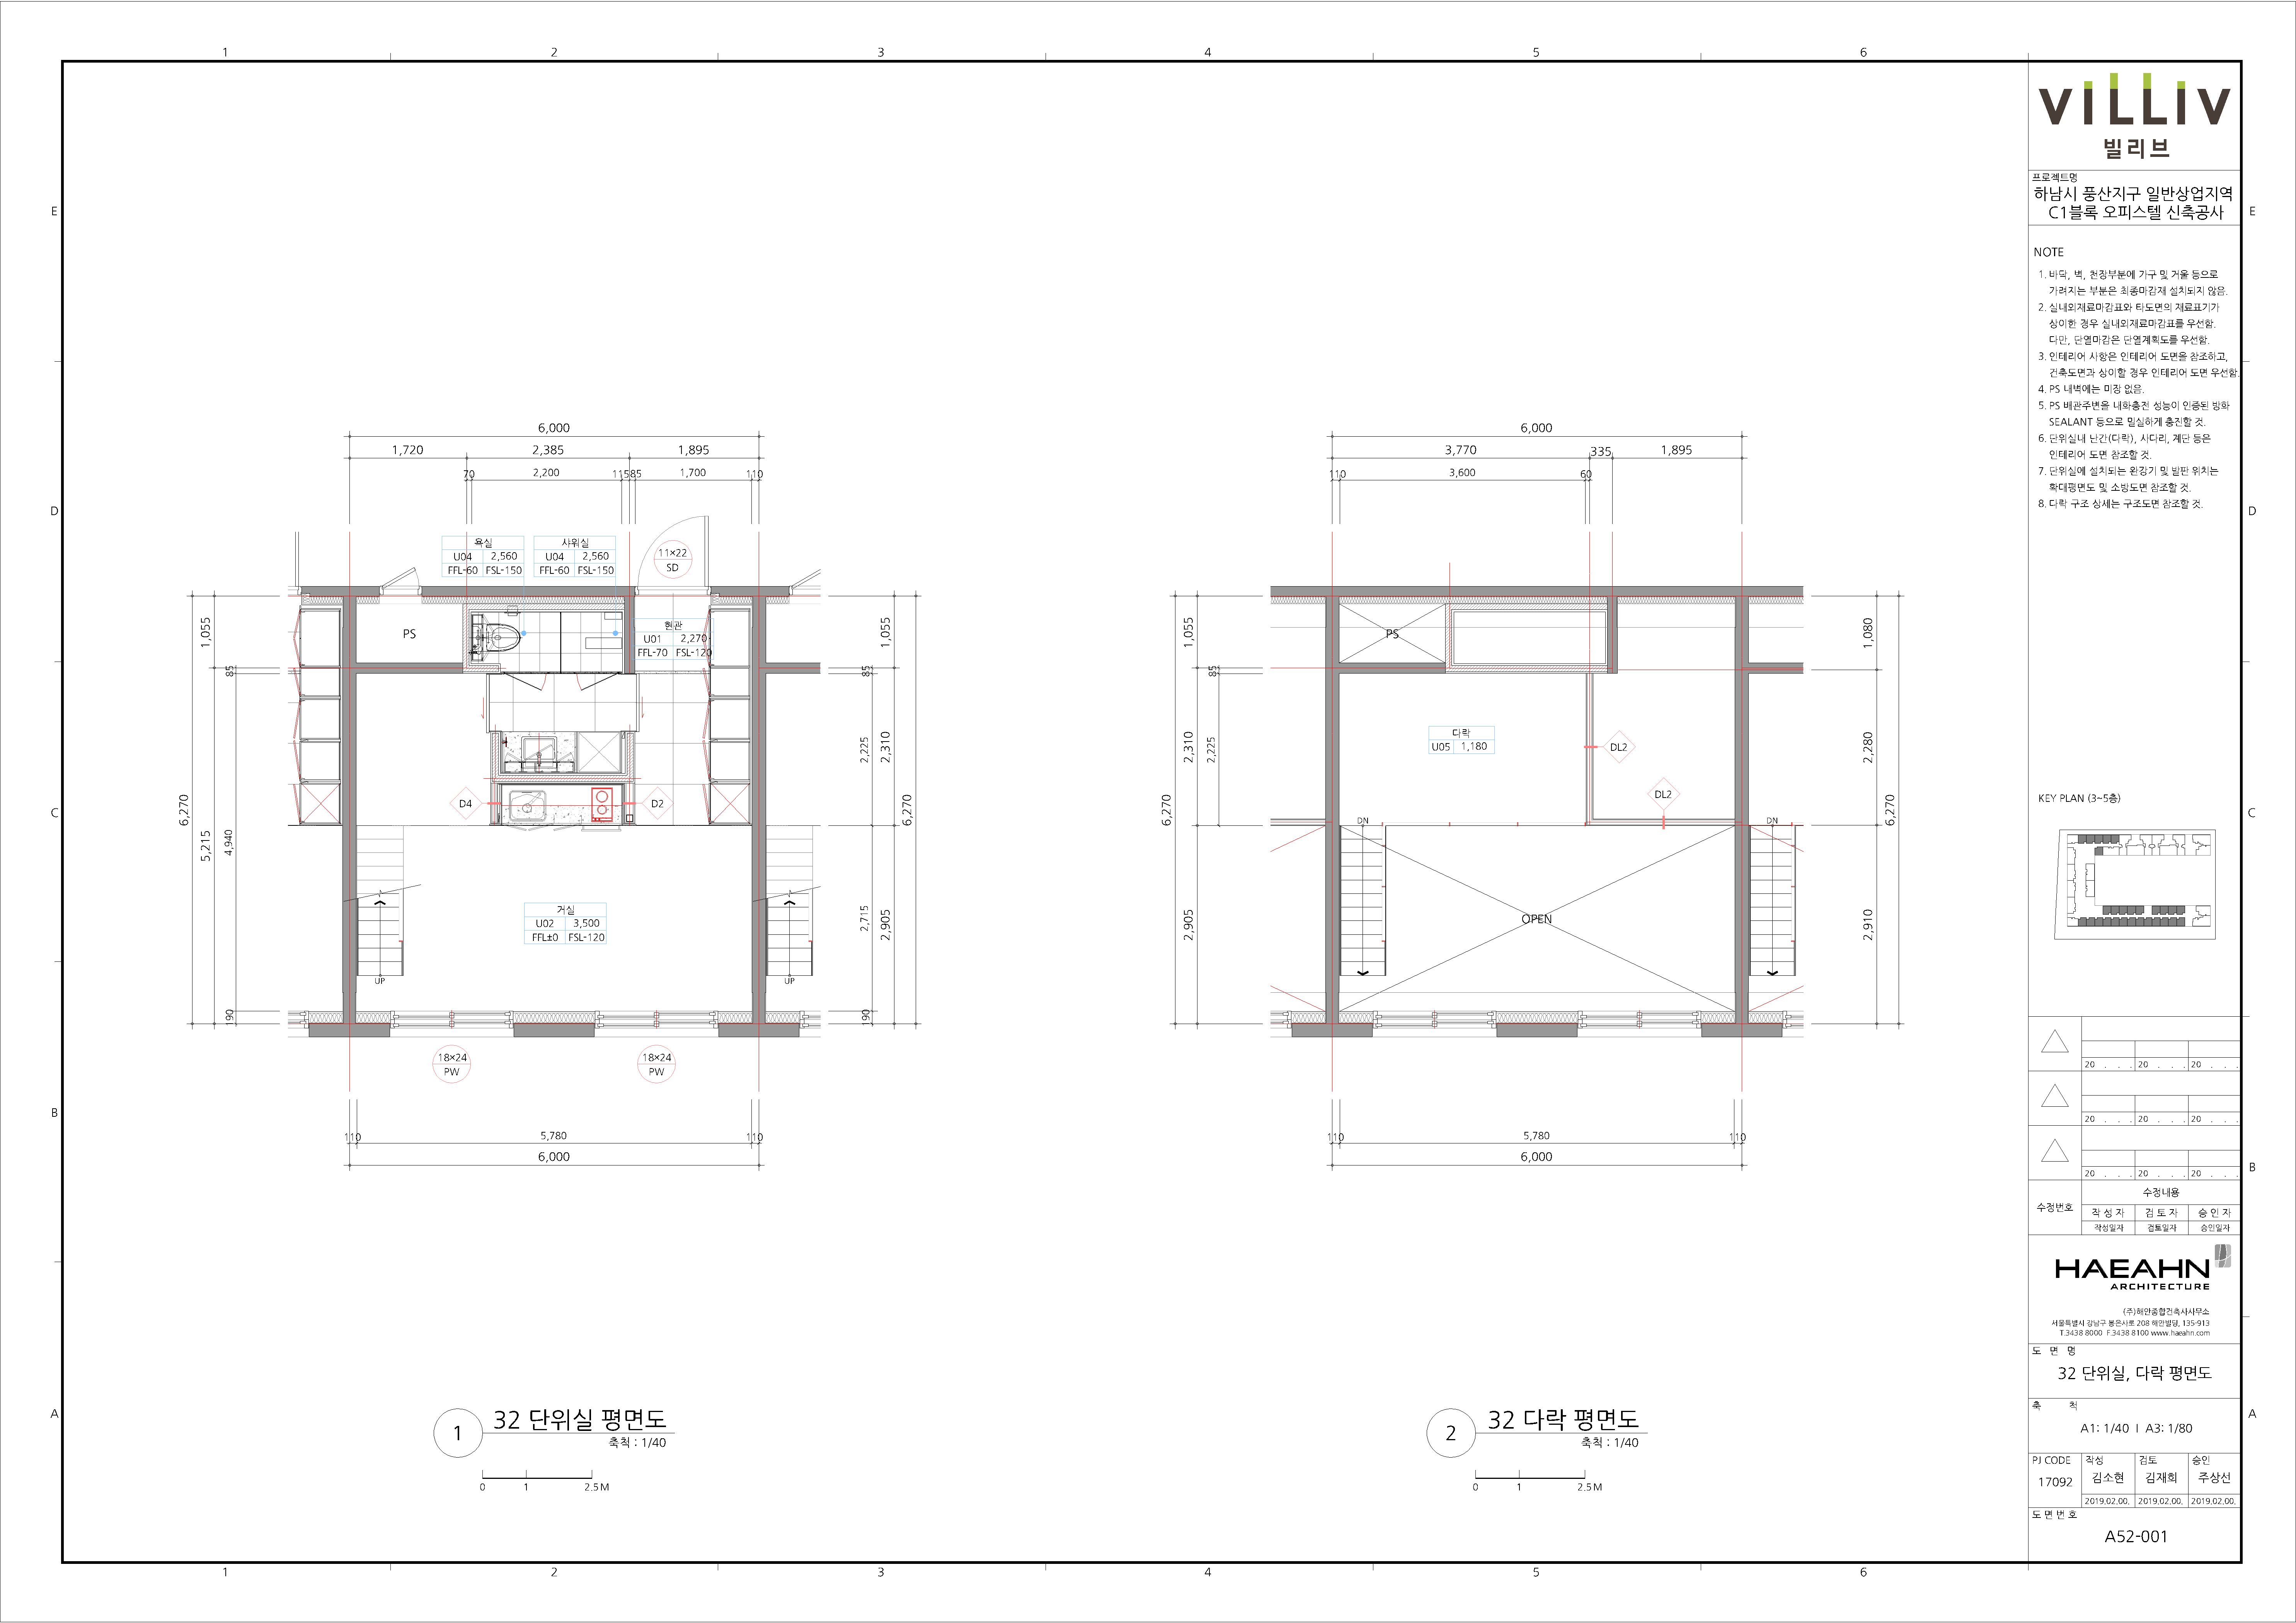 1
2
3
4
5
6
E
D
C
B
A
6,000
1,720
2,385
1,895
70
2,200
115
85
1,700
110
욕실
U04 2,560
FFL-60 FSL-150
샤워실
U04 2,560
FFL-60 FSL-150
11×22
SD
PS
현관
U01 2,270
FFL-70 FSL-120
D4
D2
거실
U02 3,500
FFL±0 FSL-120
UP
UP
18×24
PW
18×24
PW
6,270
1,055
5,215
85
4,940
190
1,055
85
2,225
2,310
2,715
2,905
190
6,270
110
5,780
110
6,000
1
32 단위실 평면도
축척 : 1/40
0 1 2.5 M
6,000
3,770
335
1,895
110
3,600
60
PS
다락
U05 1,180
DL2
DL2
DN
DN
OPEN
6,270
1,055
85
2,310
2,225
2,905
1,080
2,280
2,910
6,270
110
5,780
110
6,000
2
32 다락 평면도
축척 : 1/40
0 1 2.5 M
VILLIV
빌리브
프로젝트명
하남시 풍산지구 일반상업지역
C1블록 오피스텔 신축공사
NOTE
1. 바닥, 벽, 천장부분에 가구 및 거울 등으로
가려지는 부분은 최종마감재 설치되지 않음.
2. 실내외재료마감표와 타도면의 재료표기가
상이한 경우 실내외재료마감표를 우선함.
다만, 단열마감은 단열계획도를 우선함.
3. 인테리어 사항은 인테리어 도면을 참조하고,
건축도면과 상이할 경우 인테리어 도면 우선함.
4. PS 내벽에는 미장 없음.
5. PS 배관주변을 내화충전 성능이 인증된 방화
SEALANT 등으로 밀실하게 충진할 것.
6. 단위실내 난간(다락), 사다리, 계단 등은
인테리어 도면 참조할 것.
7. 단위실에 설치되는 완강기 및 발판 위치는
확대평면도 및 소방도면 참조할 것.
8. 다락 구조 상세는 구조도면 참조할 것.
KEY PLAN (3~5층)
20 . . . 20 . . . 20 . . .
20 . . . 20 . . . 20 . . .
20 . . . 20 . . . 20 . . .
수정번호
수정내용
작 성 자 검 토 자 승 인 자
작성일자 검토일자 승인일자
HAEAHN
ARCHITECTURE
(주)해안종합건축사사무소
서울특별시 강남구 봉은사로 208 해안빌딩, 135-913
T.3438 8000 F.3438 8100 www.haeahn.com
도 면 명
32 단위실, 다락 평면도
축 척
A1: 1/40 I A3: 1/80
PJ CODE 작성 검토 승인
17092 김소현 김재희 주상선
2019.02.00. 2019.02.00. 2019.02.00.
도 면 번 호
A52-001
E
D
C
B
A
1
2
3
4
5
6